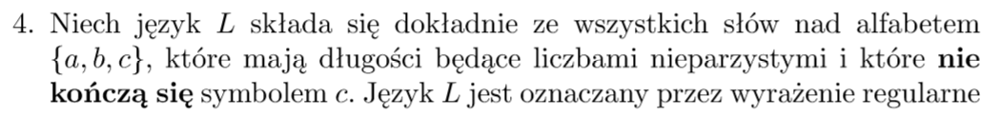 4. Niech język L składa się dokładnie ze wszystkich słów nad alfabetem
{a, b, c}, które mają długości będące liczbami nieparzystymi i które nie
kończą się symbolem c. Język L jest oznaczany przez wyrażenie regularne